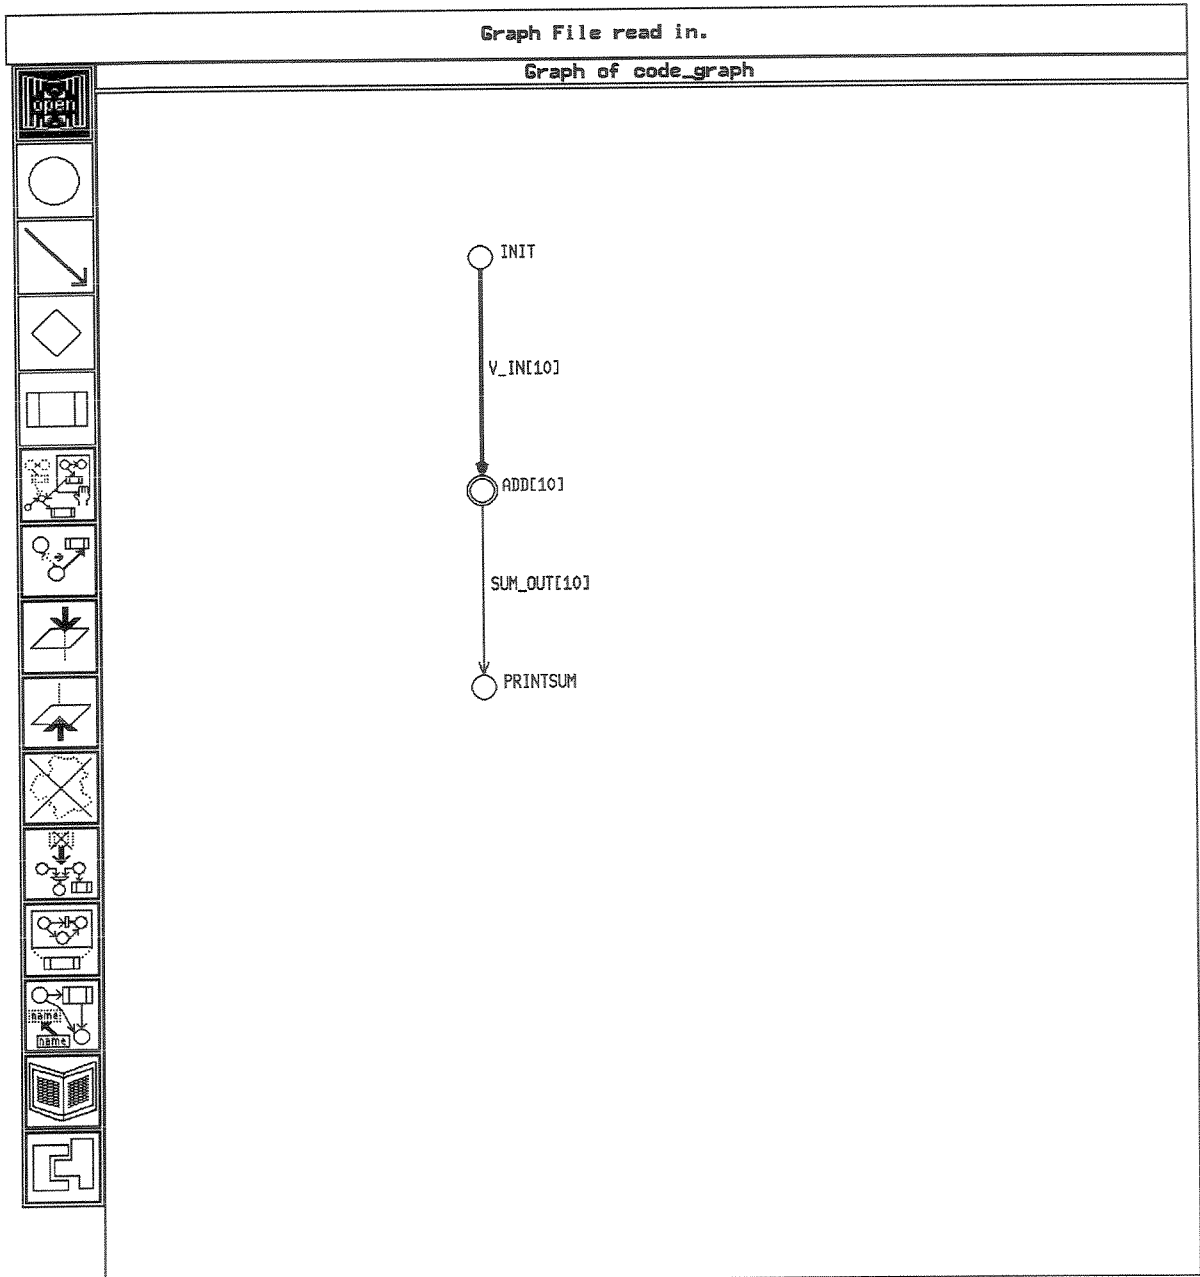 Graph File read in.
Graph of code_graph
open
INIT
V_IN[10]
ADD[10]
SUM_OUT[10]
PRINTSUM
name
name